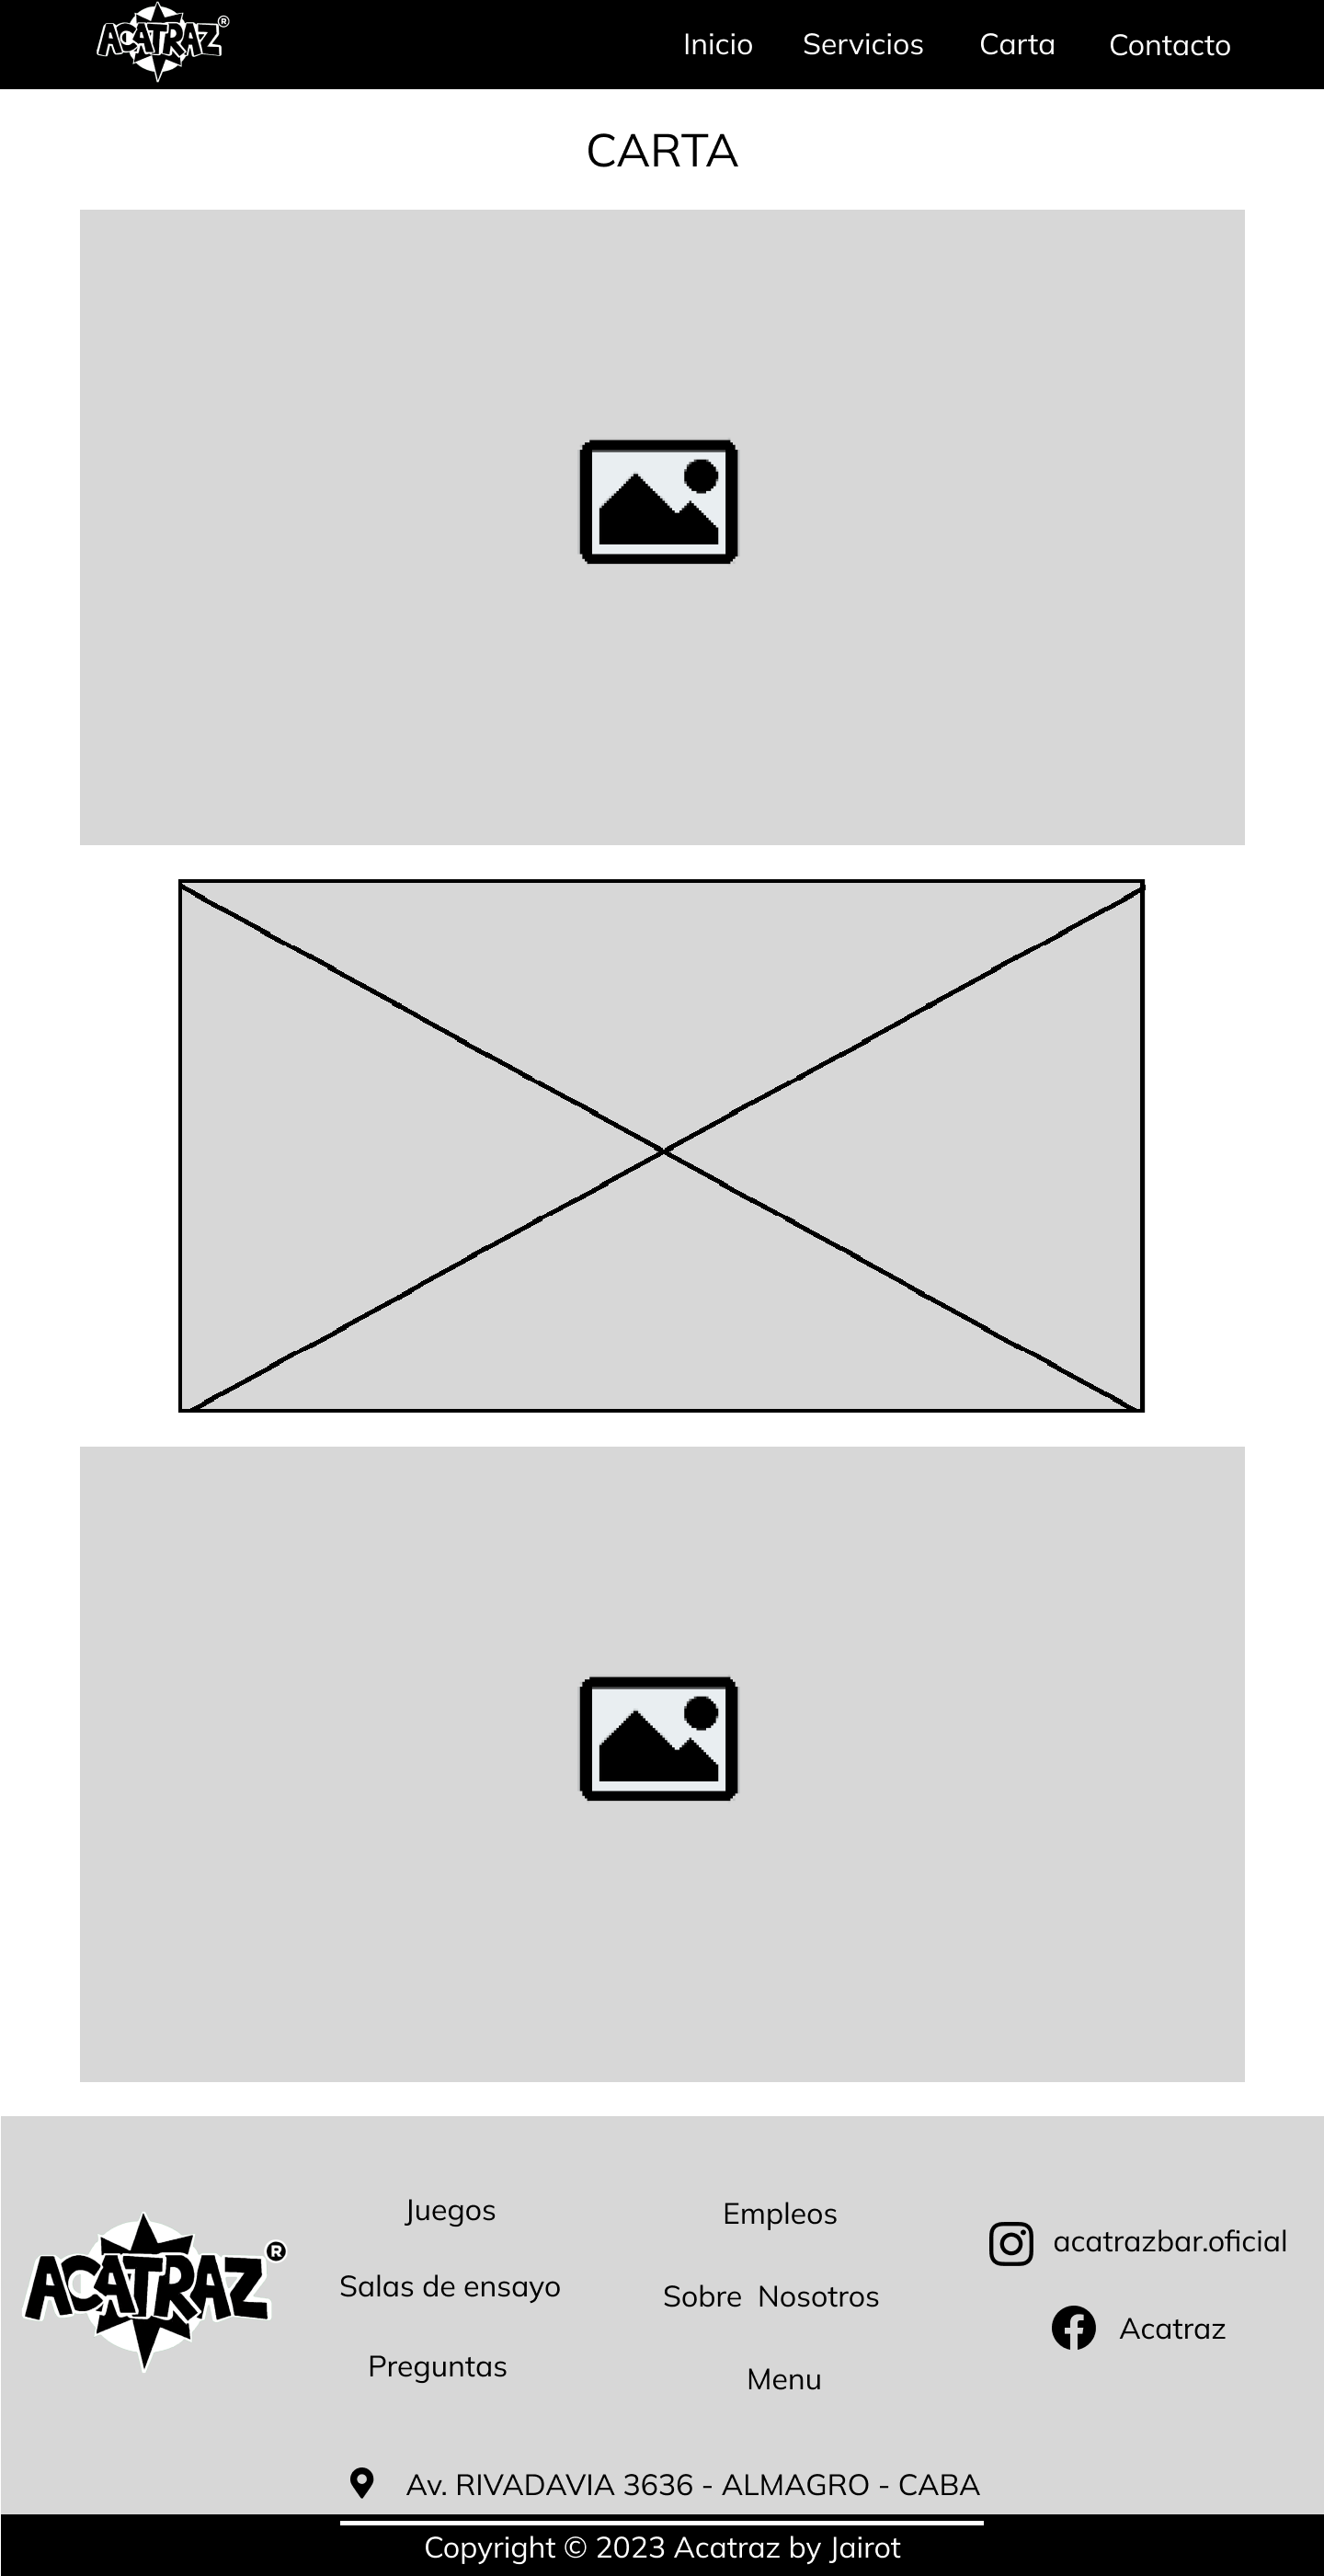 ACATRAZ®
Inicio Servicios Carta Contacto
CARTA
ACATRAZ®
Juegos
Salas de ensayo
Preguntas
Empleos
Sobre Nosotros
Menu
acatrazbar.oficial
Acatraz
Av. RIVADAVIA 3636 - ALMAGRO - CABA
Copyright © 2023 Acatraz by Jairot